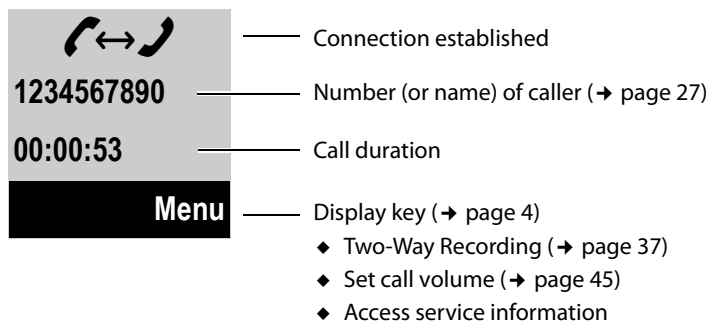 Connection established
1234567890 Number (or name) of caller (➜ page 27)
00:00:53 Call duration
Menu Display key (➜ page 4)
◆ Two-Way Recording (➜ page 37)
◆ Set call volume (➜ page 45)
◆ Access service information